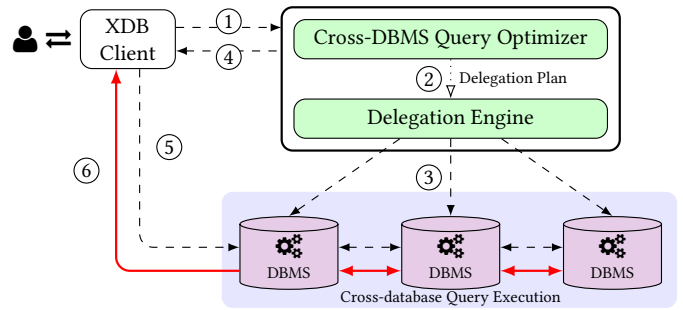 XDB
Client
①
④
Cross-DBMS Query Optimizer
②
Delegation Plan
Delegation Engine
⑤
⑥
③
DBMS
DBMS
DBMS
Cross-database Query Execution